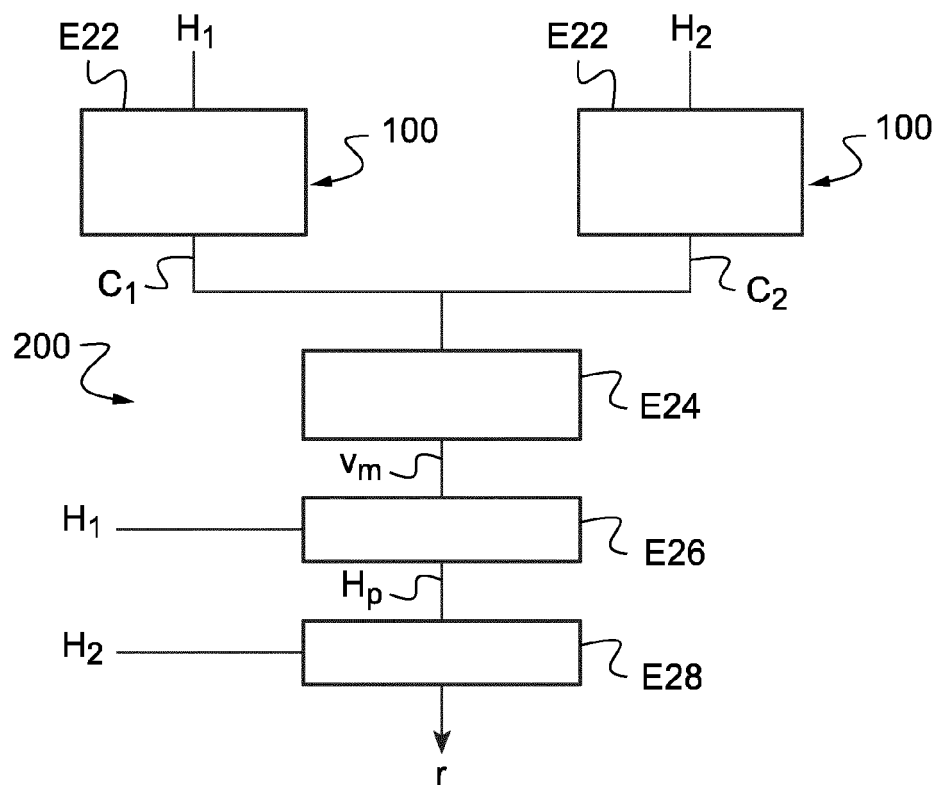 E22 H₁ E22 H₂
100 100
C₁ C₂
200
E24
vₘ
H₁
E26
Hₚ
H₂
E28
r